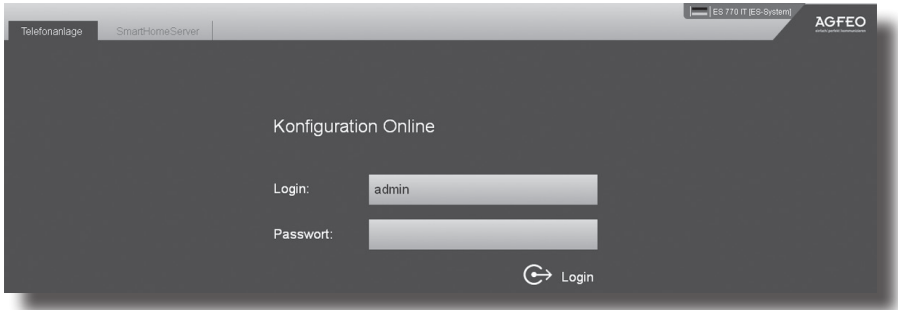 ES 770 IT [ES-System]
AGFEO
Telefonanlage
SmartHomeServer
Konfiguration Online
Login:
admin
Passwort:
Login